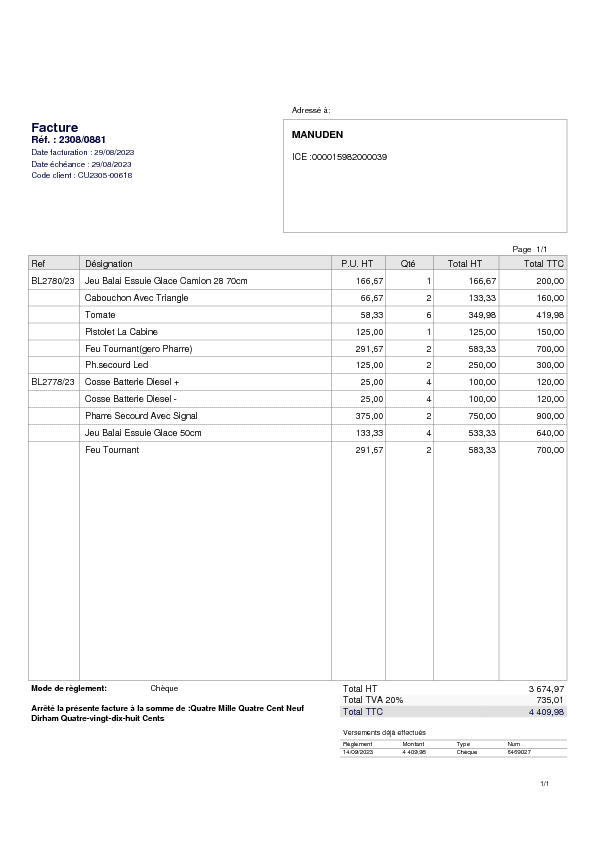 Adressé à:
Facture
Réf. : 2308/0881
Date facturation : 29/08/2023
Date échéance : 29/08/2023
Code client : CU2305-00618
MANUDEN
ICE :000015982000039
Page 1/1
Ref Désignation P.U. HT Qté Total HT Total TTC
BL2780/23 Jeu Balai Essuie Glace Camion 28 70cm 166,67 1 166,67 200,00
Cabouchon Avec Triangle 66,67 2 133,33 160,00
Tomate 58,33 6 349,98 419,98
Pistolet La Cabine 125,00 1 125,00 150,00
Feu Tournant(gero Pharre) 291,67 2 583,33 700,00
Ph.secourd Led 125,00 2 250,00 300,00
BL2778/23 Cosse Batterie Diesel + 25,00 4 100,00 120,00
Cosse Batterie Diesel - 25,00 4 100,00 120,00
Pharre Secourd Avec Signal 375,00 2 750,00 900,00
Jeu Balai Essuie Glace 50cm 133,33 4 533,33 640,00
Feu Tournant 291,67 2 583,33 700,00
Mode de règlement: Chèque
Arrêté la présente facture à la somme de :Quatre Mille Quatre Cent Neuf
Dirham Quatre-vingt-dix-huit Cents
Total HT 3 674,97
Total TVA 20% 735,01
Total TTC 4 409,98
Versements déjà effectués
Règlement Montant Type Num
14/09/2023 4 409,98 Chèque 6469027
1/1